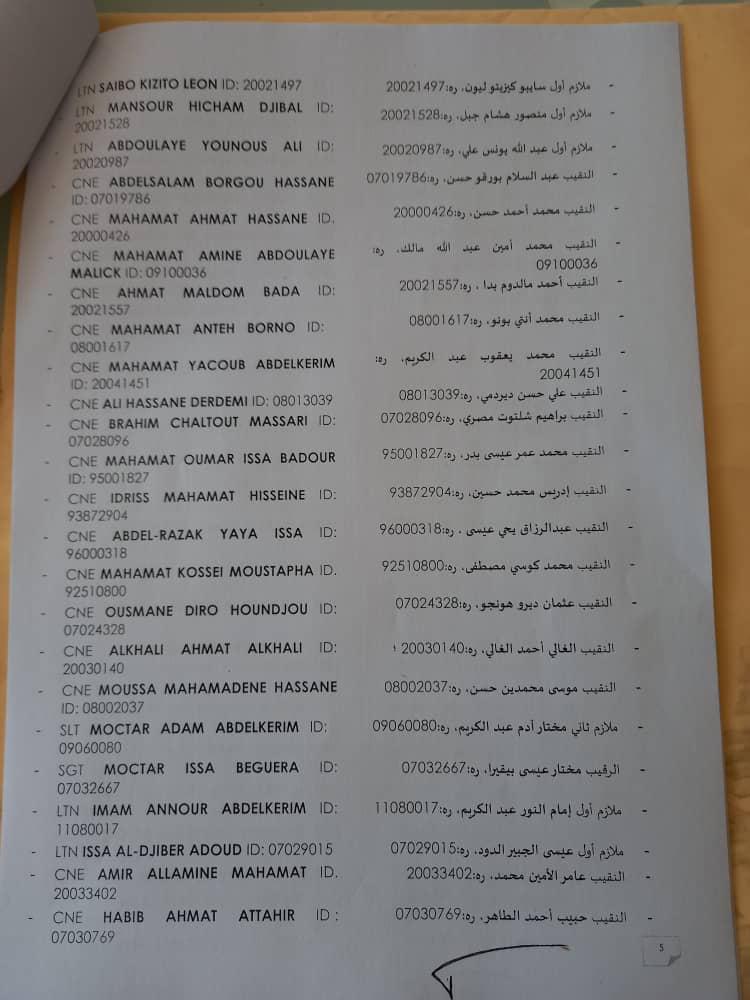 LTN SAIBO KIZITO LEON ID: 20021497
LTN MANSOUR HICHAM DJIBAL ID:
20021528
LTN ABDOULAYE YOUNOUS ALI ID:
20020987
- CNE ABDELSALAM BORGOU HASSANE
ID: 07019786
- CNE MAHAMAT AHMAT HASSANE ID.
20000426
- CNE MAHAMAT AMINE ABDOULAYE
MALICK ID: 09100036
- CNE AHMAT MALDOM BADA ID:
20021557
- CNE MAHAMAT ANTEH BORNO ID:
08001617
- CNE MAHAMAT YACOUB ABDELKERIM
ID: 20041451
- CNE ALI HASSANE DERDEMI ID: 08013039
- CNE BRAHIM CHALTOUT MASSARI ID:
07028096
- CNE MAHAMAT OUMAR ISSA BADOUR
ID: 95001827
- CNE IDRISS MAHAMAT HISSEINE ID:
93872904
- CNE ABDEL-RAZAK YAYA ISSA ID:
96000318
- CNE MAHAMAT KOSSEI MOUSTAPHA ID.
92510800
- CNE OUSMANE DIRO HOUNDJOU ID:
07024328
- CNE ALKHALI AHMAT ALKHALI ID:
20030140
- CNE MOUSSA MAHAMADENE HASSANE
ID: 08002037
- SLT MOCTAR ADAM ABDELKERIM ID:
09060080
- SGT MOCTAR ISSA BEGUERA ID:
07032667
- LTN IMAM ANNOUR ABDELKERIM ID:
11080017
- LTN ISSA AL-DJIBER ADOUD ID: 07029015
- CNE AMIR ALLAMINE MAHAMAT ID.
20033402
- CNE HABIB AHMAT ATTAHIR ID :
07030769
- ملازم أول سايبو كيزيتو ليون، ره:20021497
- ملازم أول منصور هشام جبل، ره:20021528
- ملازم أول عبد الله يونس علي، ره:20020987
- النقيب عبد السلام بورقو حسن، ره:07019786
- النقيب محمد أحمد حسن، ره:20000426
- النقيب محمد أمين عبد الله مالك، ره:
09100036
- النقيب أحمد مالدوم بدا ، ره:20021557
- النقيب محمد أنتي بونو، ره:08001617
- النقيب محمد يعقوب عبد الكريم، ره:
20041451
- النقيب علي حسن ديردمي، ره:08013039
- النقيب براهيم شلتوت مصري، ره:07028096
- النقيب محمد عمر عيسى بدر، ره:95001827
- النقيب إدريس محمد حسين، ره:93872904
- النقيب عبدالرزاق يحي عيسى ، ره:96000318
- النقيب محمد كوسي مصطفى، ره:92510800
- النقيب عثمان ديرو هونجو، ره:07024328
- النقيب الغالي أحمد الغالي، ره:20030140
- النقيب موسى محمدين حسن، ره:08002037
- ملازم ثاني مختار أدم عبد الكريم، ره:09060080
- الرقيب مختار عيسى بيقيرا، ره:07032667
- ملازم أول إمام النور عبد الكريم، ره:11080017
- ملازم أول عيسى الجبير الدود، ره:07029015
- النقيب عامر الأمين محمد، ره:20033402
- النقيب حبيب أحمد الطاهر، ره:07030769
5